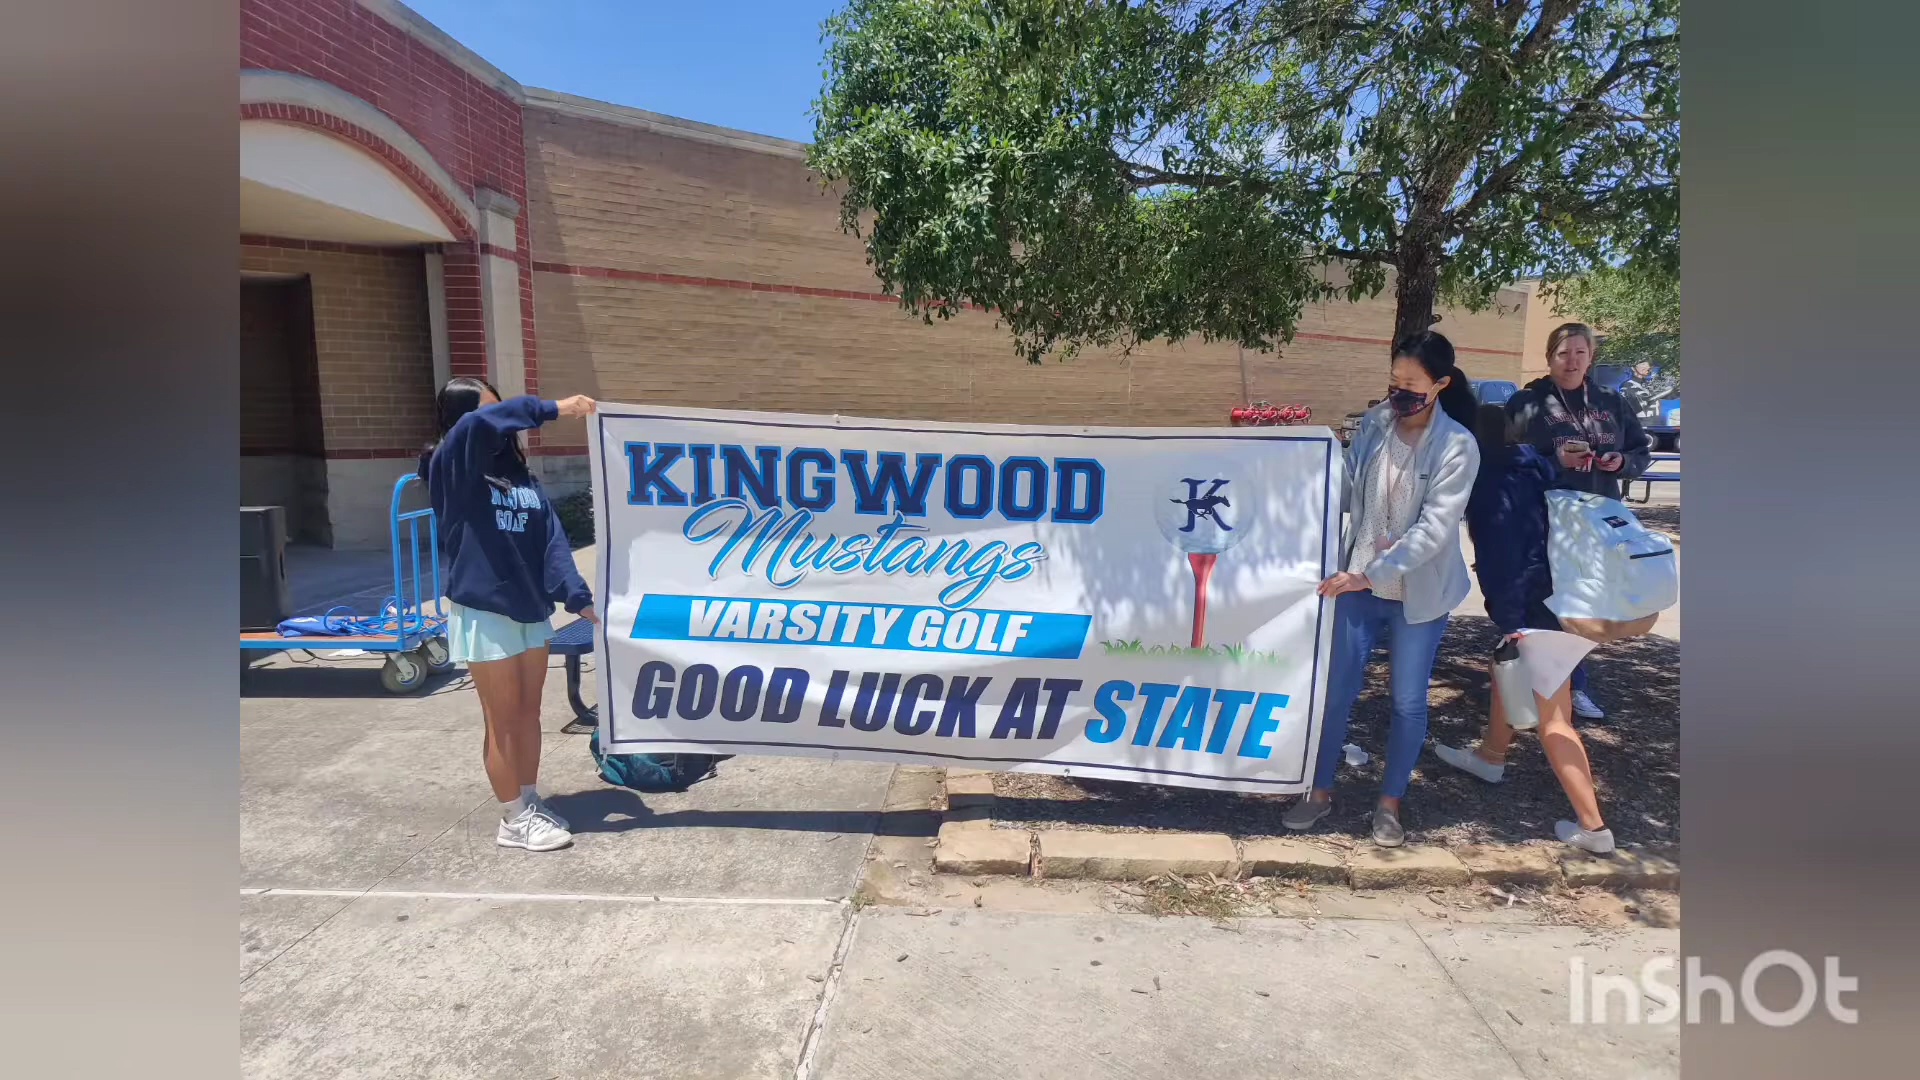 KINGWOOD
Mustangs
K
VARSITY GOLF
GOOD LUCK AT STATE
GOLF
InShOt